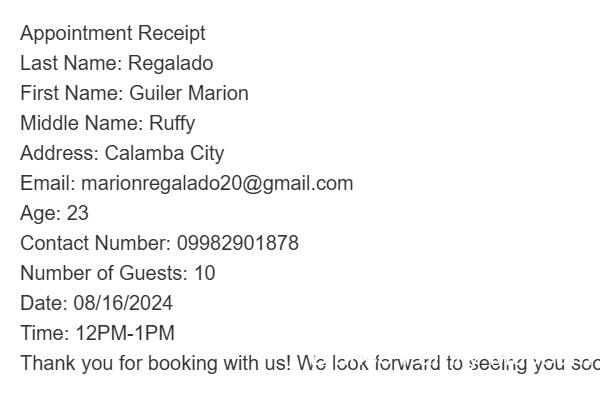 Appointment Receipt
Last Name: Regalado
First Name: Guiler Marion
Middle Name: Ruffy
Address: Calamba City
Email: marionregalado20@gmail.com
Age: 23
Contact Number: 09982901878
Number of Guests: 10
Date: 08/16/2024
Time: 12PM-1PM
Thank you for booking with us! We look forward to seeing you soo